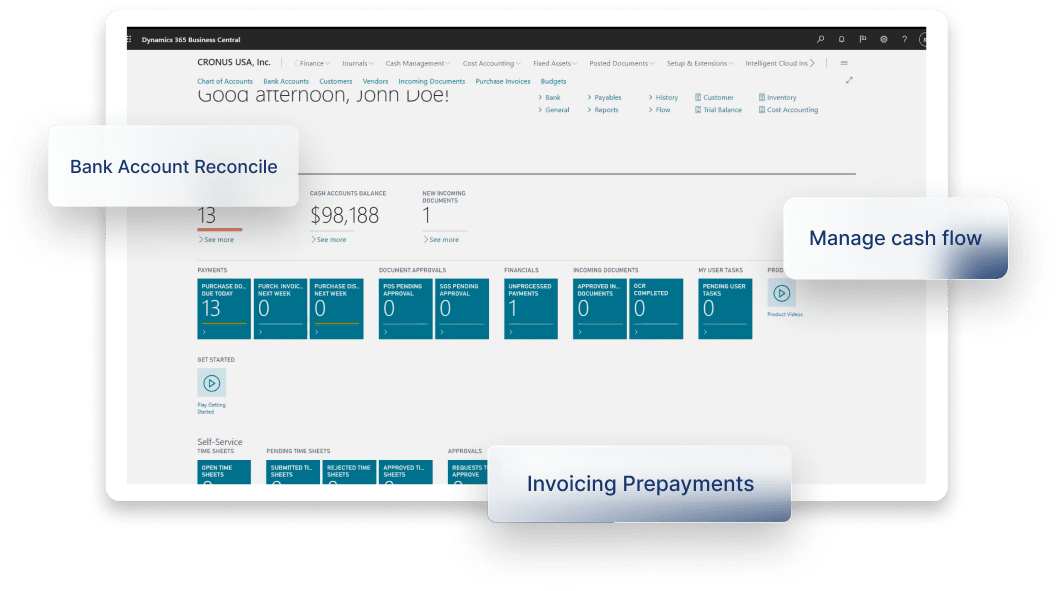 Dynamics 365 Business Central
CRONUS USA, Inc.
Finance Journals Cash Management Cost Accounting Fixed Assets Posted Documents Setup & Extensions Intelligent Cloud Ins
Chart of Accounts Bank Accounts Customers Vendors Incoming Documents Purchase Invoices Budgets
Good afternoon, John Doe!
Bank Payables History Customer Inventory
General Reports Flow Trial Balance Cost Accounting
Bank Account Reconcile
CASH ACCOUNTS BALANCE
NEW INCOMING
DOCUMENTS
13 $98,188 1
See more See more See more
Manage cash flow
PAYMENTS DOCUMENT APPROVALS FINANCIALS INCOMING DOCUMENTS MY USER TASKS
PURCHASE DO..
DUE TODAY
13
PURCH. INVOIC..
NEXT WEEK
0
PURCHASE DIS..
NEXT WEEK
0
POS PENDING
APPROVAL
0
SOS PENDING
APPROVAL
0
UNPROCESSED
PAYMENTS
1
APPROVED IN..
DOCUMENTS
0
OCR
COMPLETED
0
PENDING USER
TASKS
0
Product Videos
GET STARTED
Play Getting
Started
Self-Service
TIME SHEETS PENDING TIME SHEETS APPROVALS
OPEN TIME
SHEETS
SUBMITTED TI..
SHEETS
REJECTED TIME
SHEETS
APPROVED TI..
SHEETS
REQUESTS T
APPROVE
Invoicing Prepayments